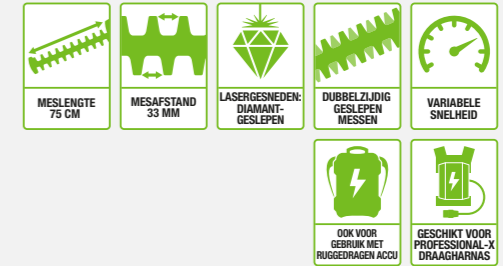 MESLENGTE
75 CM
MESAFSTAND
33 MM
LASERGESNEDEN:
DIAMANT-
GESLEPEN
DUBBELZIJDIG
GESLEPEN
MESSEN
VARIABELE
SNELHEID
OOK VOOR
GEBRUIK MET
RUGGEDRAGEN ACCU
GESCHIKT VOOR
PROFESSIONAL-X
DRAAGHARNAS